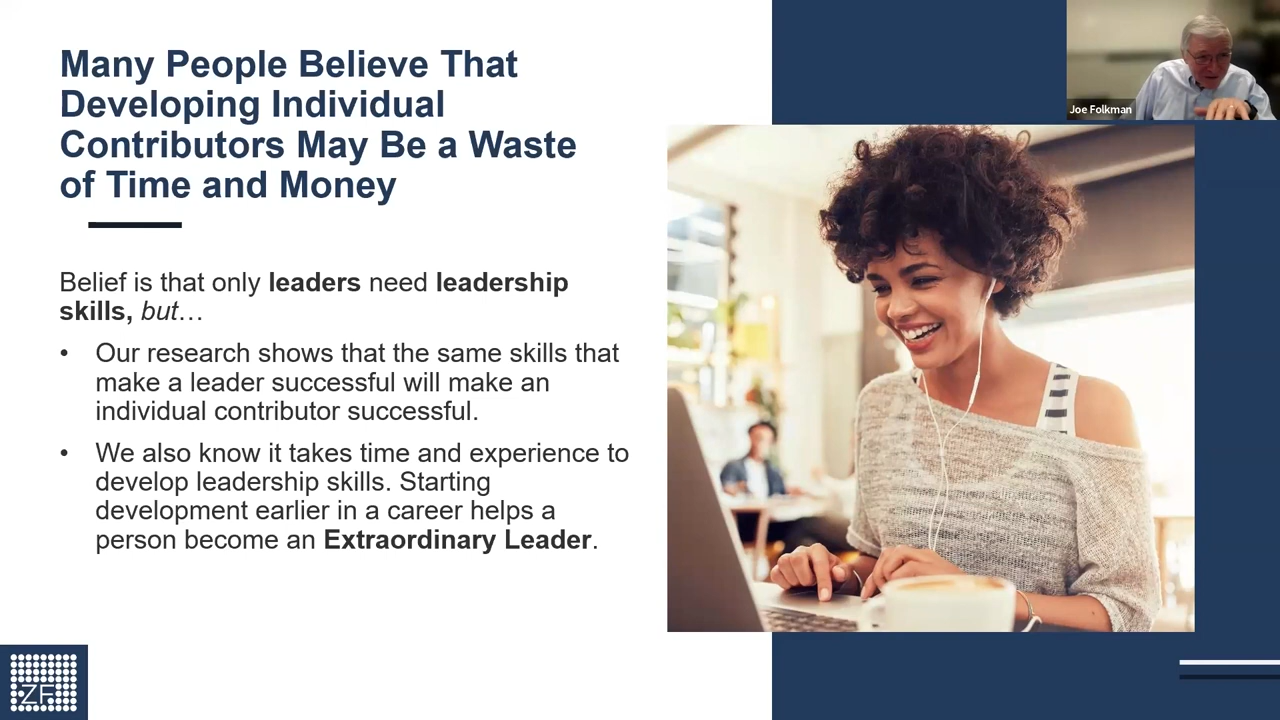 Many People Believe That
Developing Individual
Contributors May Be a Waste
of Time and Money
Joe Folkman
Belief is that only leaders need leadership
skills, but…
• Our research shows that the same skills that
make a leader successful will make an
individual contributor successful.
• We also know it takes time and experience to
develop leadership skills. Starting
development earlier in a career helps a
person become an Extraordinary Leader.
ZF